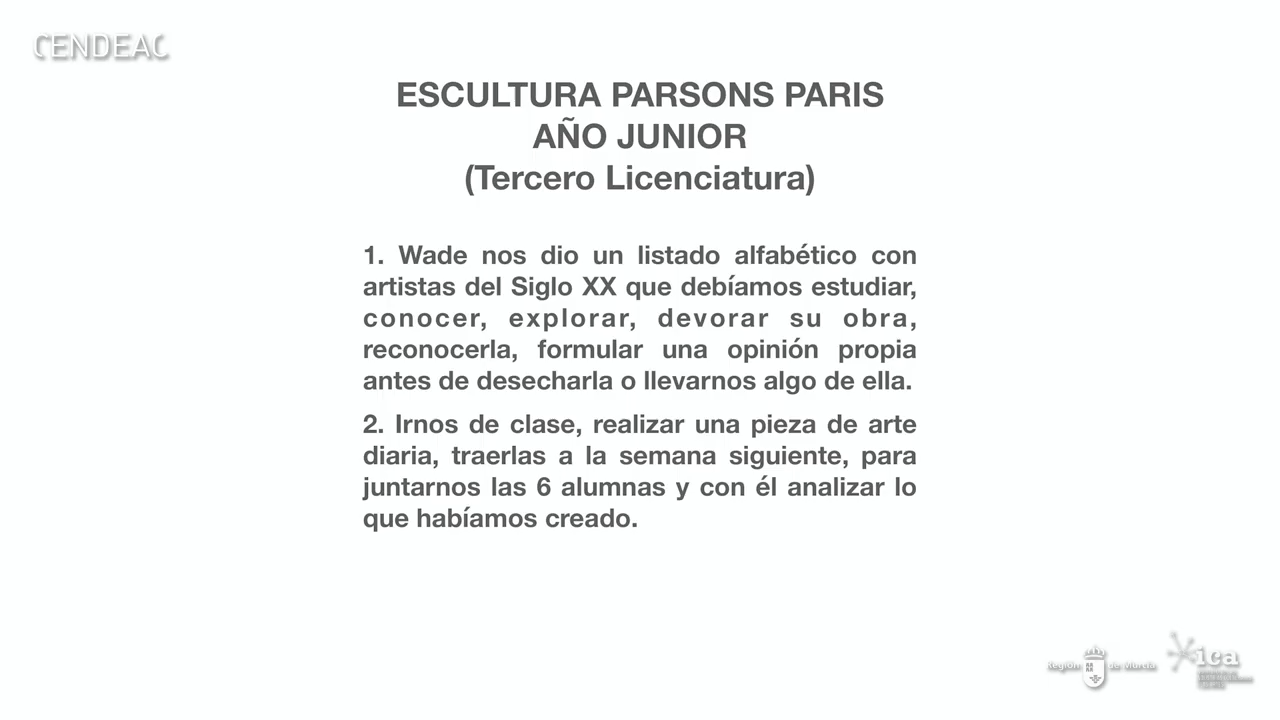 CENDEAC
ESCULTURA PARSONS PARIS
AÑO JUNIOR
(Tercero Licenciatura)
1. Wade nos dio un listado alfabético con
artistas del Siglo XX que debíamos estudiar,
conocer, explorar, devorar su obra,
reconocerla, formular una opinión propia
antes de desecharla o llevarnos algo de ella.
2. Irnos de clase, realizar una pieza de arte
diaria, traerlas a la semana siguiente, para
juntarnos las 6 alumnas y con él analizar lo
que habíamos creado.
Región de Murcia
ica